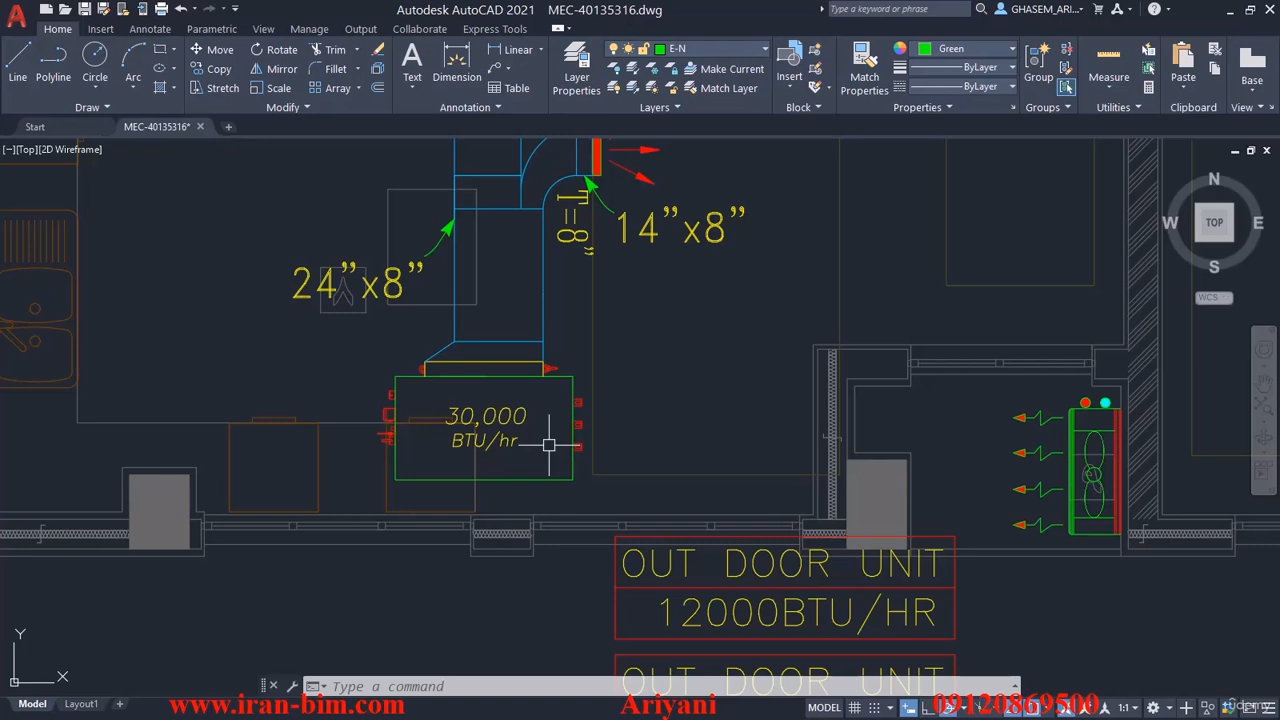 Autodesk AutoCAD 2021 MEC-40135316.dwg
Type a keyword or phrase
GHASEM_ARI...
Home Insert Annotate Parametric View Manage Output Collaborate Express Tools
Line Polyline Circle Arc
Move Rotate Trim
Copy Mirror Fillet
Stretch Scale Array
Text Dimension
Linear
Table
Layer Properties
E-N
Make Current
Match Layer
Insert
Match Properties
Green
ByLayer
ByLayer
Group
Measure
Paste
Base
Draw Modify Annotation Layers Block Properties Groups Utilities Clipboard View
Start MEC-40135316*
[−][Top][2D Wireframe]
N
W TOP E
S
WCS
T=8"
14”x8”
24”x8”
30,000
BTU/hr
OUT DOOR UNIT
12000BTU/HR
OUT DOOR UNIT
Y
X
Type a command
Model Layout1
MODEL
1:1
www.iran-bim.com Ariyani 09120869500
Udemy